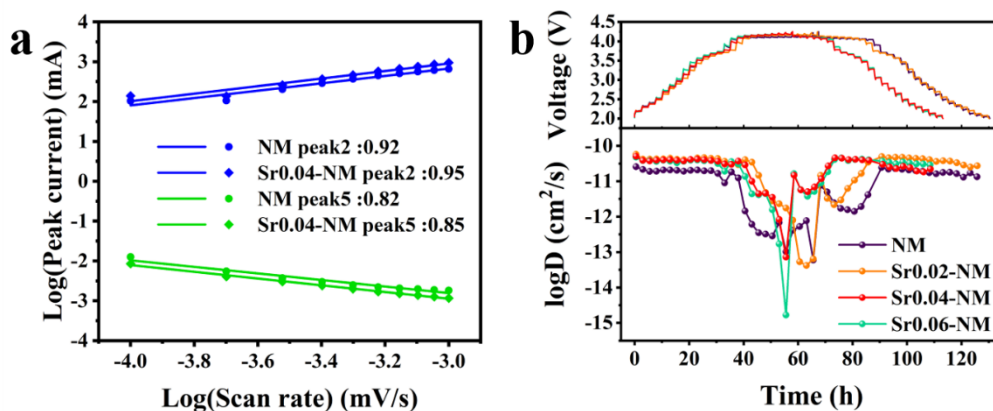 a
Log(Peak current) (mA)
4
3
2
1
0
-1
-2
-3
-4
NM peak2 :0.92
Sr0.04-NM peak2 :0.95
NM peak5 :0.82
Sr0.04-NM peak5 :0.85
-4.0
-3.8
-3.6
-3.4
-3.2
-3.0
Log(Scan rate) (mV/s)
b
Voltage (V)
4.5
4.0
3.5
3.0
2.5
2.0
logD (cm²/s)
-10
-11
-12
-13
-14
-15
NM
Sr0.02-NM
Sr0.04-NM
Sr0.06-NM
0
20
40
60
80
100
120
Time (h)